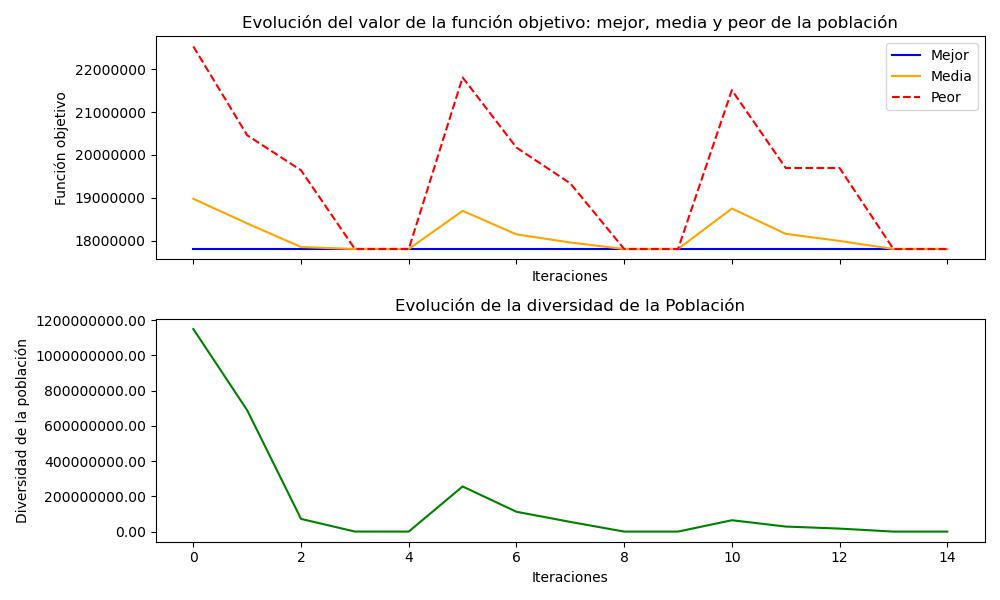 Evolución del valor de la función objetivo: mejor, media y peor de la población
Función objetivo
22000000
21000000
20000000
19000000
18000000
Mejor
Media
Peor
Iteraciones
Evolución de la diversidad de la Población
Diversidad de la población
1200000000.00
1000000000.00
800000000.00
600000000.00
400000000.00
200000000.00
0.00
0 2 4 6 8 10 12 14
Iteraciones